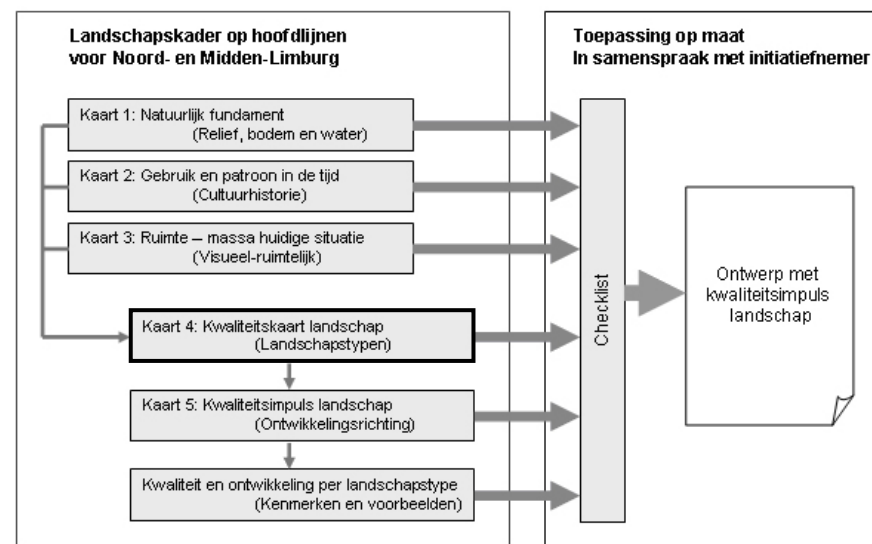 Landschapskader op hoofdlijnen
voor Noord- en Midden-Limburg
Kaart 1: Natuurlijk fundament
(Relief, bodem en water)
Kaart 2: Gebruik en patroon in de tijd
(Cultuurhistorie)
Kaart 3: Ruimte – massa huidige situatie
(Visueel-ruimtelijk)
Kaart 4: Kwaliteitskaart landschap
(Landschapstypen)
Kaart 5: Kwaliteitsimpuls landschap
(Ontwikkelingsrichting)
Kwaliteit en ontwikkeling per landschapstype
(Kenmerken en voorbeelden)
Toepassing op maat
In samenspraak met initiatiefnemer
Checklist
Ontwerp met
kwaliteitsimpuls
landschap